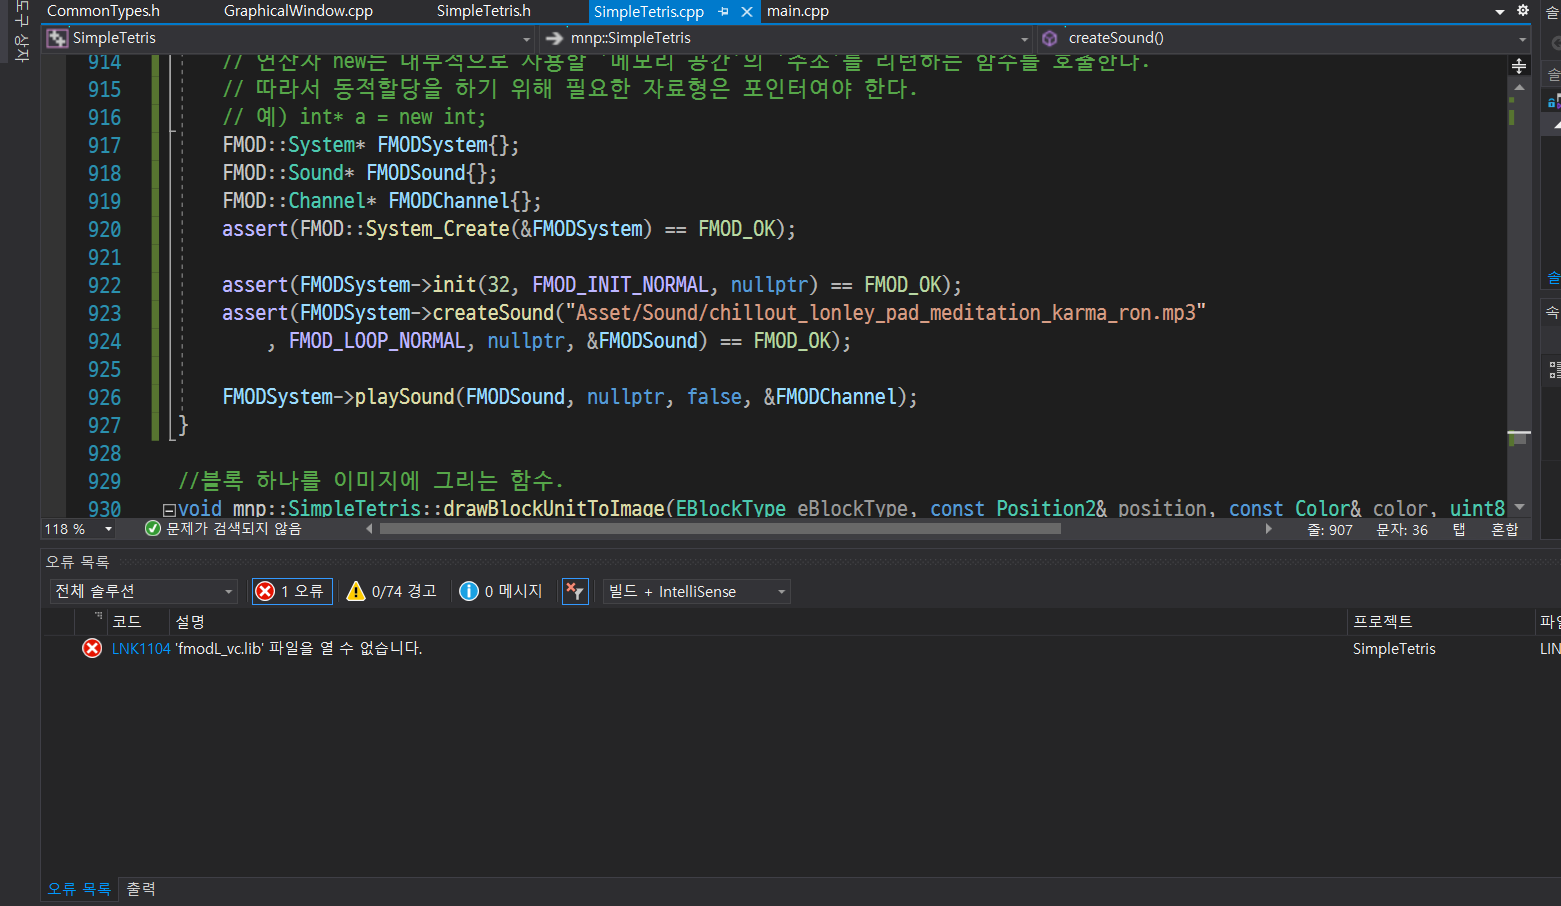 도구 상자
CommonTypes.h GraphicalWindow.cpp SimpleTetris.h SimpleTetris.cpp main.cpp
SimpleTetris mnp::SimpleTetris createSound()
914 // 연산자 new는 내부적으로 사용할 '메모리 공간'의 '주소'를 리턴하는 함수를 호출한다.
915 // 따라서 동적할당을 하기 위해 필요한 자료형은 포인터여야 한다.
916 // 예) int* a = new int;
917 FMOD::System* FMODSystem{};
918 FMOD::Sound* FMODSound{};
919 FMOD::Channel* FMODChannel{};
920 assert(FMOD::System_Create(&FMODSystem) == FMOD_OK);
921
922 assert(FMODSystem->init(32, FMOD_INIT_NORMAL, nullptr) == FMOD_OK);
923 assert(FMODSystem->createSound("Asset/Sound/chillout_lonley_pad_meditation_karma_ron.mp3"
924 , FMOD_LOOP_NORMAL, nullptr, &FMODSound) == FMOD_OK);
925
926 FMODSystem->playSound(FMODSound, nullptr, false, &FMODChannel);
927 }
928
929 //블록 하나를 이미지에 그리는 함수.
930 void mnp::SimpleTetris::drawBlockUnitToImage(EBlockType eBlockType, const Position2& position, const Color& color, uint8
118 % 문제가 검색되지 않음 줄: 907 문자: 36 탭 혼합
오류 목록
전체 솔루션 1 오류 0/74 경고 0 메시지 빌드 + IntelliSense
코드 설명 프로젝트 파일
LNK1104 'fmodL_vc.lib' 파일을 열 수 없습니다. SimpleTetris LIN
오류 목록 출력